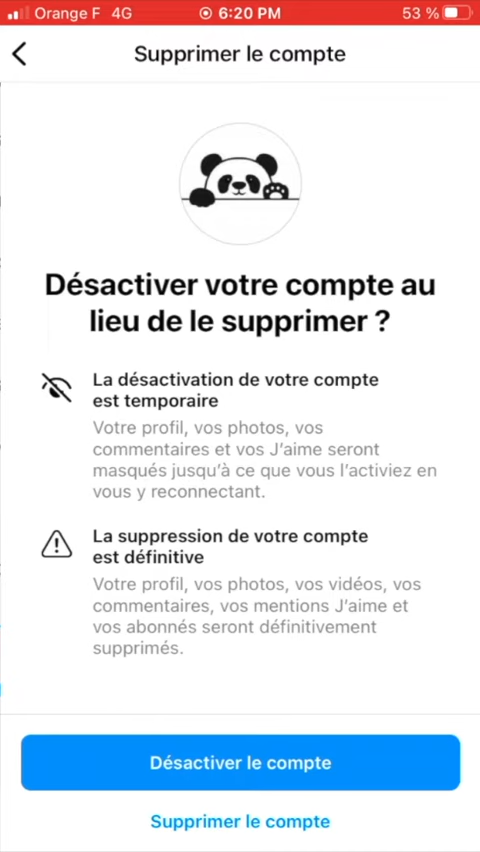 Orange F 4G 6:20 PM 53 %
Supprimer le compte
Désactiver votre compte au
lieu de le supprimer ?
La désactivation de votre compte
est temporaire
Votre profil, vos photos, vos
commentaires et vos J’aime seront
masqués jusqu’à ce que vous l’activiez en
vous y reconnectant.
La suppression de votre compte
est définitive
Votre profil, vos photos, vos vidéos, vos
commentaires, vos mentions J’aime et
vos abonnés seront définitivement
supprimés.
Désactiver le compte
Supprimer le compte